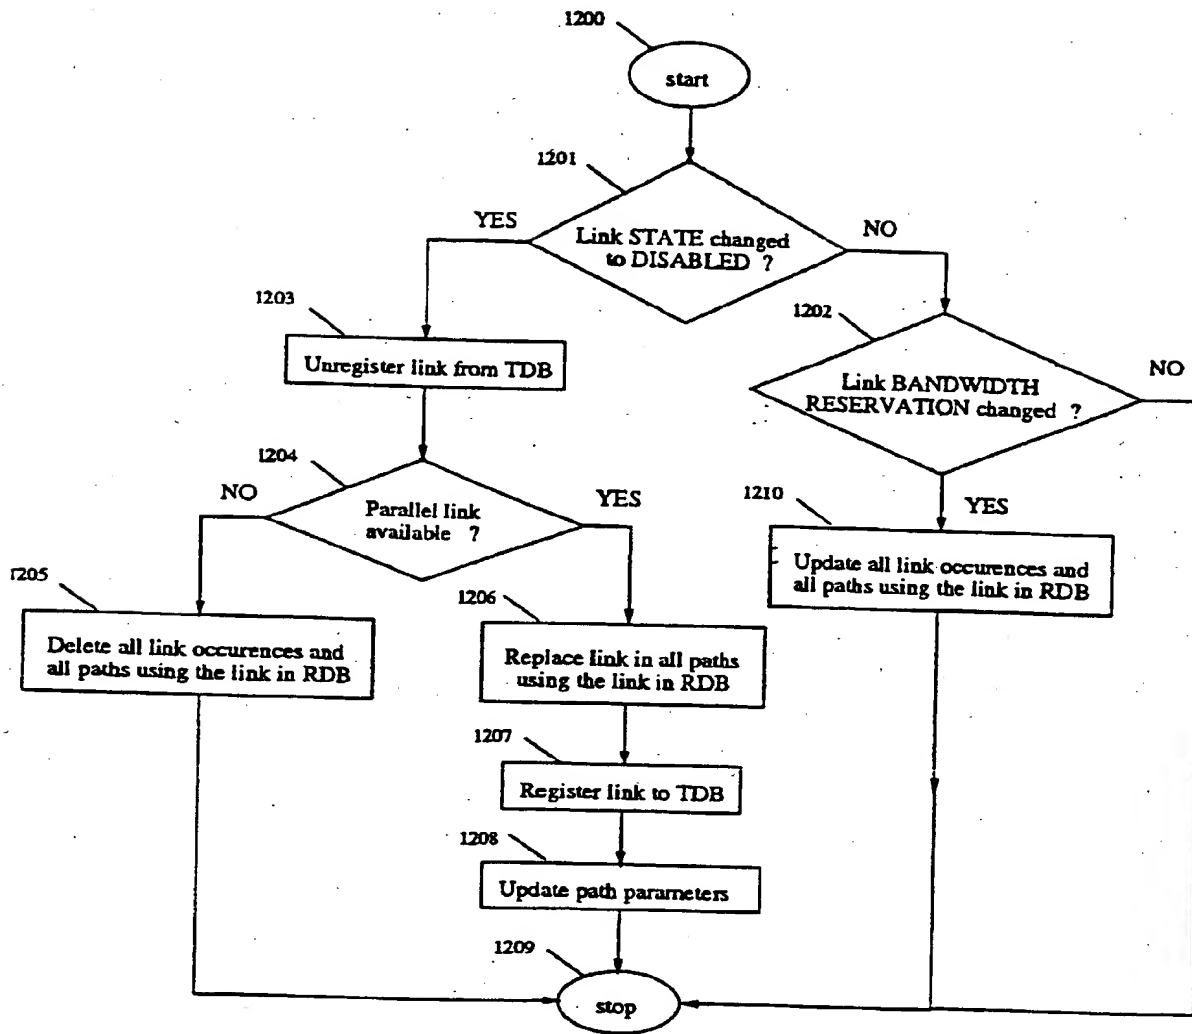 1200
start
1201
YES
NO
Link STATE changed
to DISABLED ?
1203
1202
Unregister link from TDB
NO
Link BANDWIDTH
RESERVATION changed ?
1204
NO
YES
1210
YES
Parallel link
available ?
1205
1206
Update all link occurences and
all paths using the link in RDB
Delete all link occurences and
all paths using the link in RDB
Replace link in all paths
using the link in RDB
1207
Register link to TDB
1208
Update path parameters
1209
stop